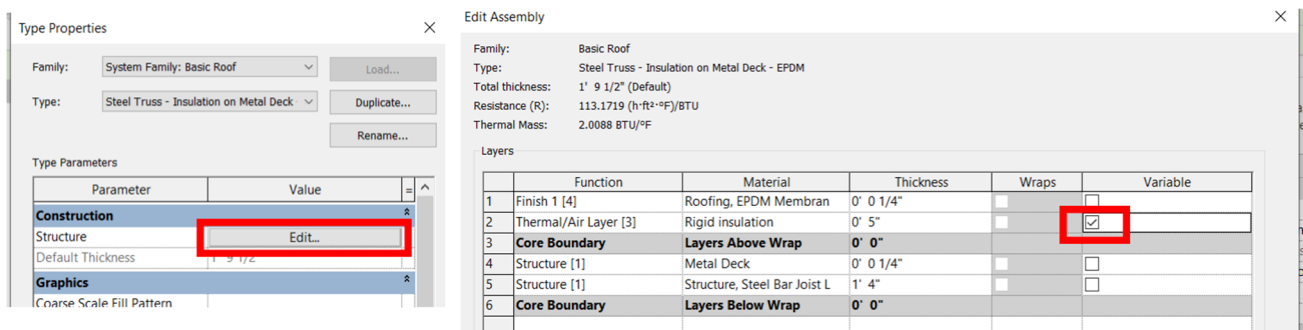 Type Properties
Family:
System Family: Basic Roof
Load...
Type:
Steel Truss - Insulation on Metal Deck
Duplicate...
Rename...
Type Parameters
Parameter Value =
Construction
Structure Edit...
Default Thickness 1' 9 1/2"
Graphics
Coarse Scale Fill Pattern
Edit Assembly
Family: Basic Roof
Type: Steel Truss - Insulation on Metal Deck - EPDM
Total thickness: 1' 9 1/2" (Default)
Resistance (R): 113.1719 (h·ft²·°F)/BTU
Thermal Mass: 2.0088 BTU/°F
Layers
Function Material Thickness Wraps Variable
1 Finish 1 [4] Roofing, EPDM Membran 0' 0 1/4"
2 Thermal/Air Layer [3] Rigid insulation 0' 5"
3 Core Boundary Layers Above Wrap 0' 0"
4 Structure [1] Metal Deck 0' 0 1/4"
5 Structure [1] Structure, Steel Bar Joist L 1' 4"
6 Core Boundary Layers Below Wrap 0' 0"